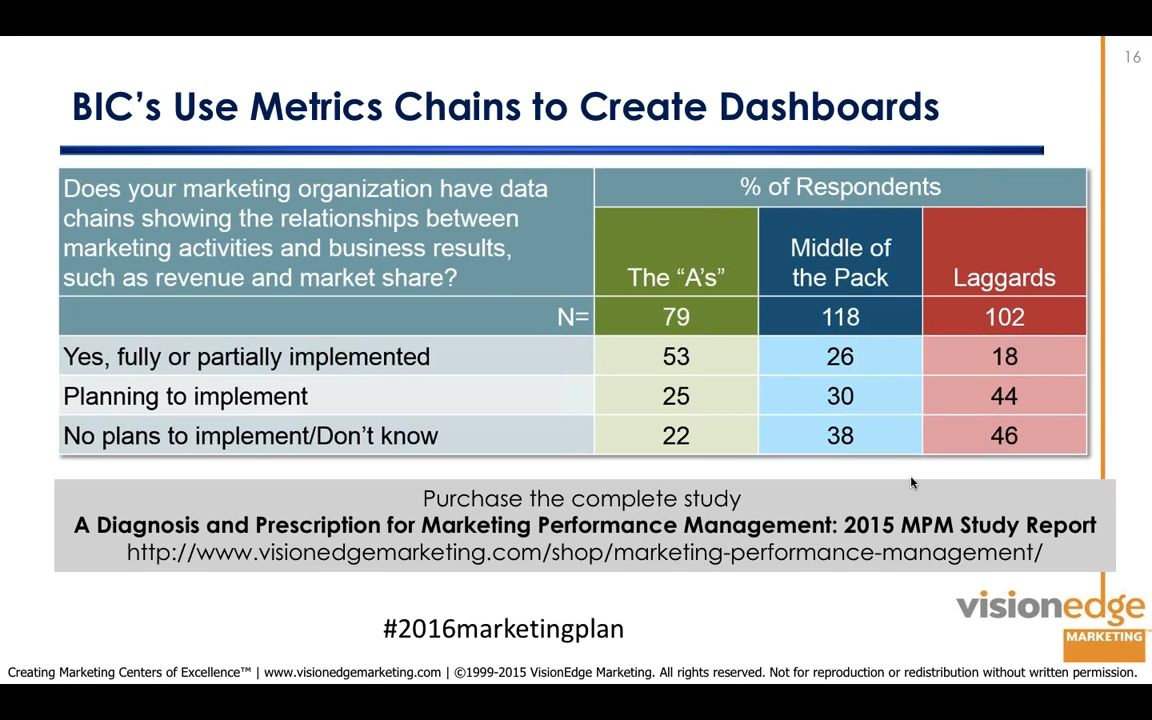 16
BIC’s Use Metrics Chains to Create Dashboards
Does your marketing organization have data
chains showing the relationships between
marketing activities and business results,
such as revenue and market share?
% of Respondents
The “A’s”
Middle of
the Pack
Laggards
N= 79 118 102
Yes, fully or partially implemented 53 26 18
Planning to implement 25 30 44
No plans to implement/Don’t know 22 38 46
Purchase the complete study
A Diagnosis and Prescription for Marketing Performance Management: 2015 MPM Study Report
http://www.visionedgemarketing.com/shop/marketing-performance-management/
visionedge
MARKETING™
#2016marketingplan
Creating Marketing Centers of Excellence™ | www.visionedgemarketing.com | ©1999-2015 VisionEdge Marketing. All rights reserved. Not for reproduction or redistribution without written permission.